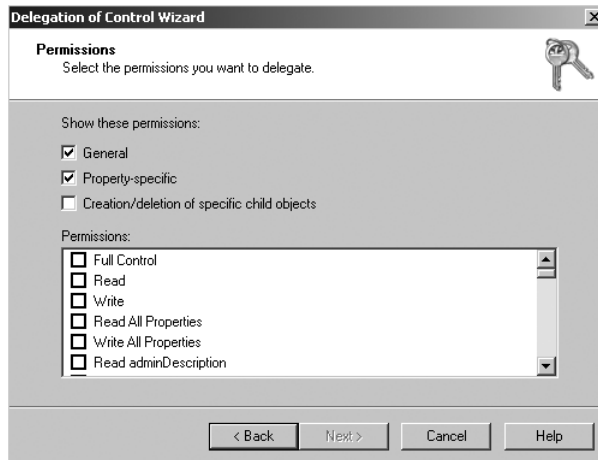 Delegation of Control Wizard
Permissions
Select the permissions you want to delegate.
Show these permissions:
General
Property-specific
Creation/deletion of specific child objects
Permissions:
Full Control
Read
Write
Read All Properties
Write All Properties
Read adminDescription
< Back Next > Cancel Help